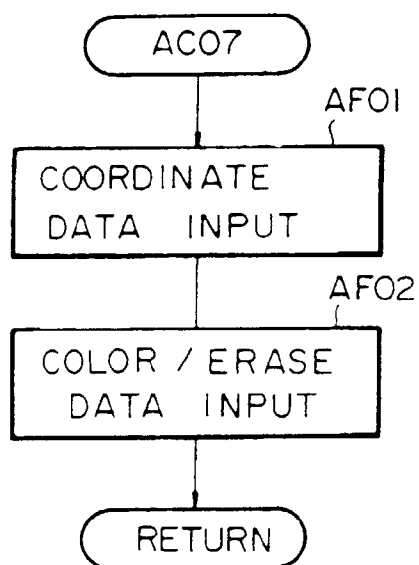 AC07
AF01
COORDINATE
DATA INPUT
AF02
COLOR / ERASE
DATA INPUT
RETURN